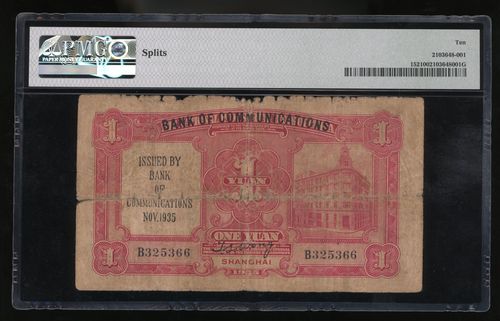 PMG
PAPER MONEY GUARANTY
Splits
Ten
2103648-001
1521002103648001G
BANK OF COMMUNICATIONS
1
1
1
ISSUED BY
BANK
OF
COMMUNICATIONS
NOV.1935
YUAN
ONE YUAN
B325366
B325366
SHANGHAI
1
1